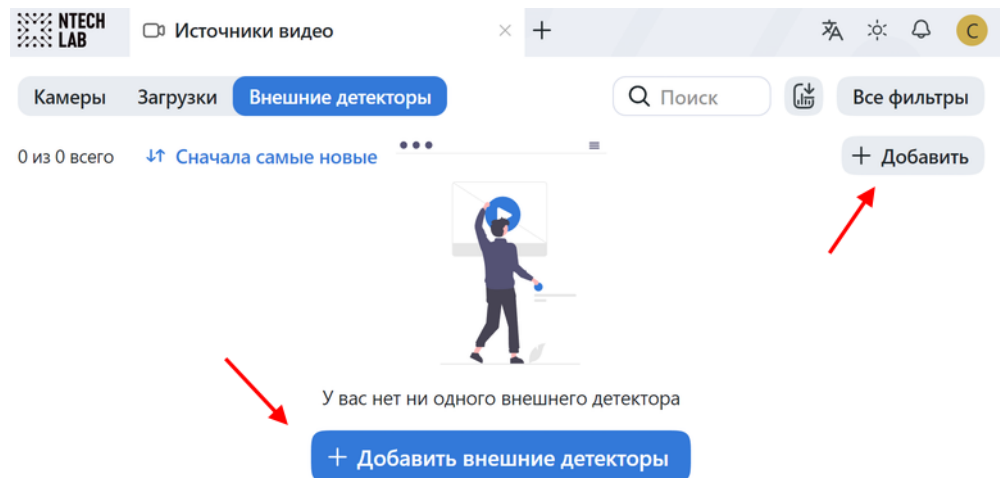 NTECH LAB
Источники видео
Камеры Загрузки Внешние детекторы Поиск Все фильтры
0 из 0 всего Сначала самые новые + Добавить
У вас нет ни одного внешнего детектора
+ Добавить внешние детекторы
С